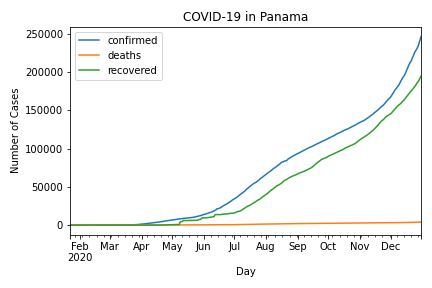 COVID-19 in Panama
confirmed
deaths
recovered
Number of Cases
250000
200000
150000
100000
50000
0
Feb Mar Apr May Jun Jul Aug Sep Oct Nov Dec
2020
Day